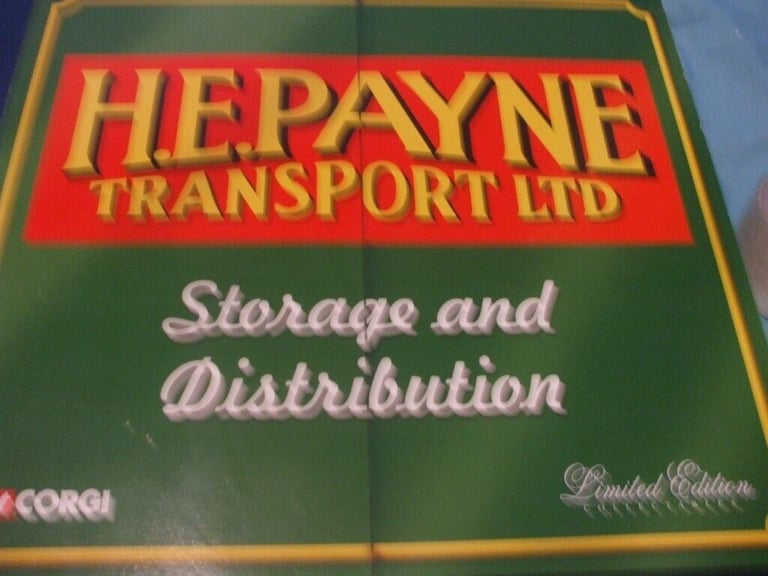 H.E.PAYNE
TRANSPORT LTD
Storage and
Distribution
CORGI
Limited Edition